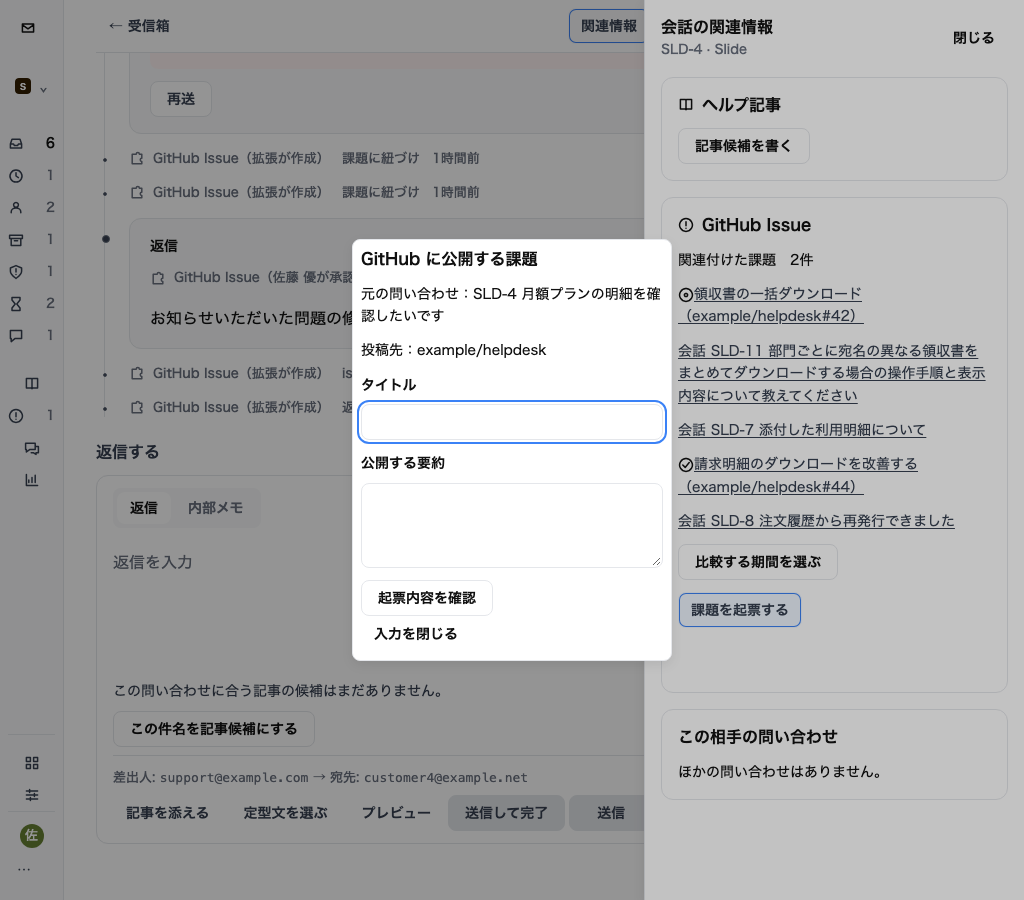 ← 受信箱
関連情報
会話の関連情報
SLD-4 · Slide
閉じる
S
6
1
2
1
1
2
1
1
再送
GitHub Issue（拡張が作成） 課題に紐づけ 1時間前
GitHub Issue（拡張が作成） 課題に紐づけ 1時間前
返信
GitHub Issue（佐藤 優が承認
お知らせいただいた問題の修
GitHub Issue（拡張が作成） is
GitHub Issue（拡張が作成） 返
返信する
返信 内部メモ
返信を入力
この問い合わせに合う記事の候補はまだありません。
この件名を記事候補にする
差出人: support@example.com → 宛先: customer4@example.net
記事を添える 定型文を選ぶ プレビュー 送信して完了 送信
佐
GitHub に公開する課題
元の問い合わせ：SLD-4 月額プランの明細を確
認したいです
投稿先：example/helpdesk
タイトル
公開する要約
起票内容を確認
入力を閉じる
ヘルプ記事
記事候補を書く
GitHub Issue
関連付けた課題 2件
領収書の一括ダウンロード
（example/helpdesk#42）
会話 SLD-11 部門ごとに宛名の異なる領収書を
まとめてダウンロードする場合の操作手順と表示
内容について教えてください
会話 SLD-7 添付した利用明細について
請求明細のダウンロードを改善する
（example/helpdesk#44）
会話 SLD-8 注文履歴から再発行できました
比較する期間を選ぶ
課題を起票する
この相手の問い合わせ
ほかの問い合わせはありません。